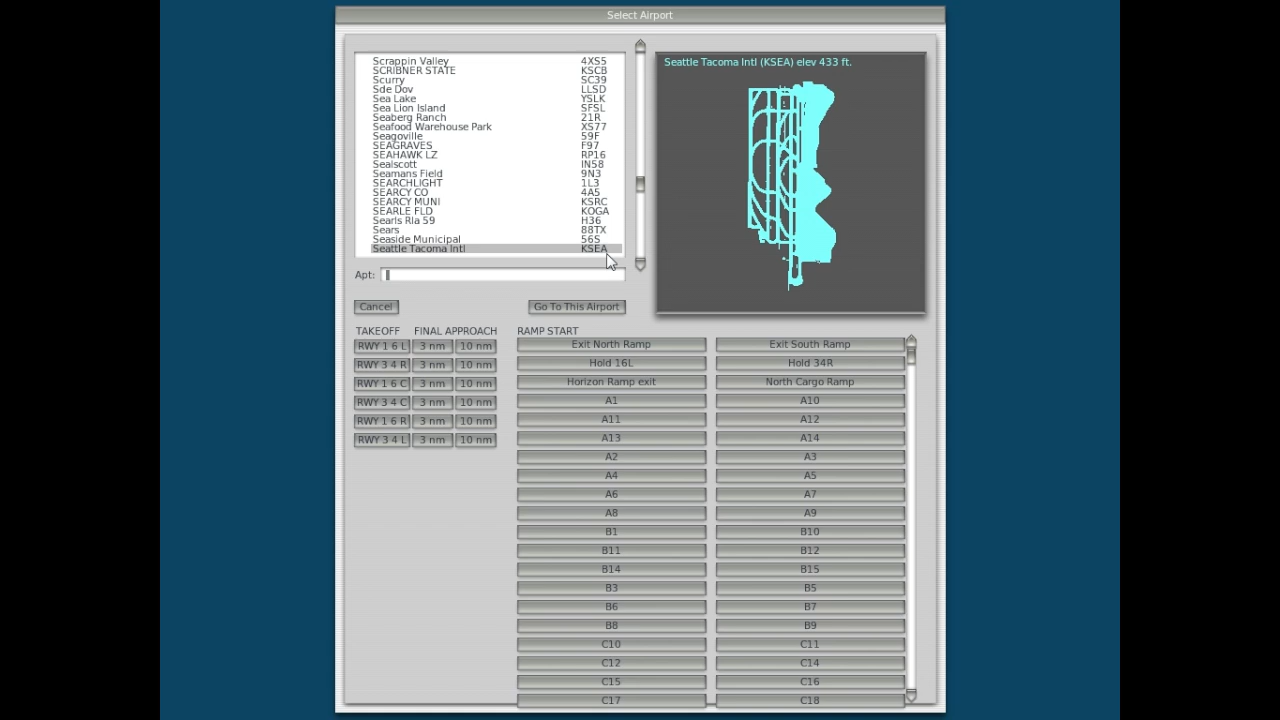 Select Airport
Scrappin Valley 4XS5
SCRIBNER STATE KSCB
Scurry SC39
Sde Dov LLSD
Sea Lake YSLK
Sea Lion Island SFSL
Seaberg Ranch 21R
Seafood Warehouse Park XS77
Seagoville 59F
SEAGRAVES F97
SEAHAWK LZ RP16
Sealscott IN58
Seamans Field 9N3
SEARCHLIGHT 1L3
SEARCY CO 4A5
SEARCY MUNI KSRC
SEARLE FLD KOGA
Searls Rla 59 H36
Sears 88TX
Seaside Municipal 56S
Seattle Tacoma Intl KSEA
Seattle Tacoma Intl (KSEA) elev 433 ft.
Apt:
Cancel Go To This Airport
TAKEOFF FINAL APPROACH
RWY 1 6 L 3 nm 10 nm
RWY 3 4 R 3 nm 10 nm
RWY 1 6 C 3 nm 10 nm
RWY 3 4 C 3 nm 10 nm
RWY 1 6 R 3 nm 10 nm
RWY 3 4 L 3 nm 10 nm
RAMP START
Exit North Ramp Exit South Ramp
Hold 16L Hold 34R
Horizon Ramp exit North Cargo Ramp
A1 A10
A11 A12
A13 A14
A2 A3
A4 A5
A6 A7
A8 A9
B1 B10
B11 B12
B14 B15
B3 B5
B6 B7
B8 B9
C10 C11
C12 C14
C15 C16
C17 C18